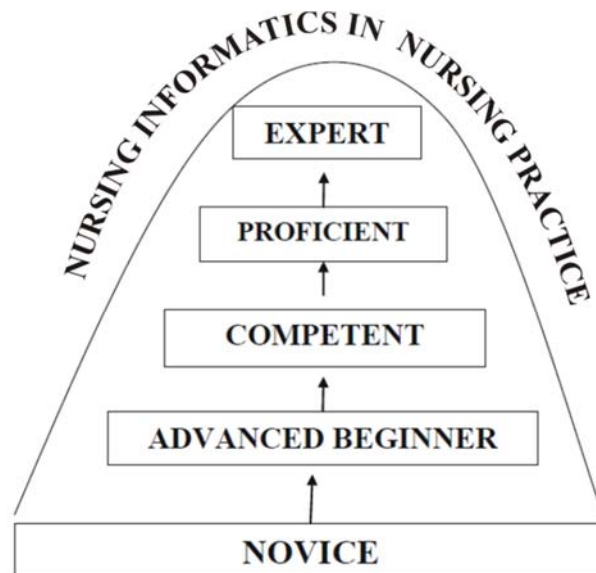 NURSING INFORMATICS IN NURSING PRACTICE
EXPERT
PROFICIENT
COMPETENT
ADVANCED BEGINNER
NOVICE